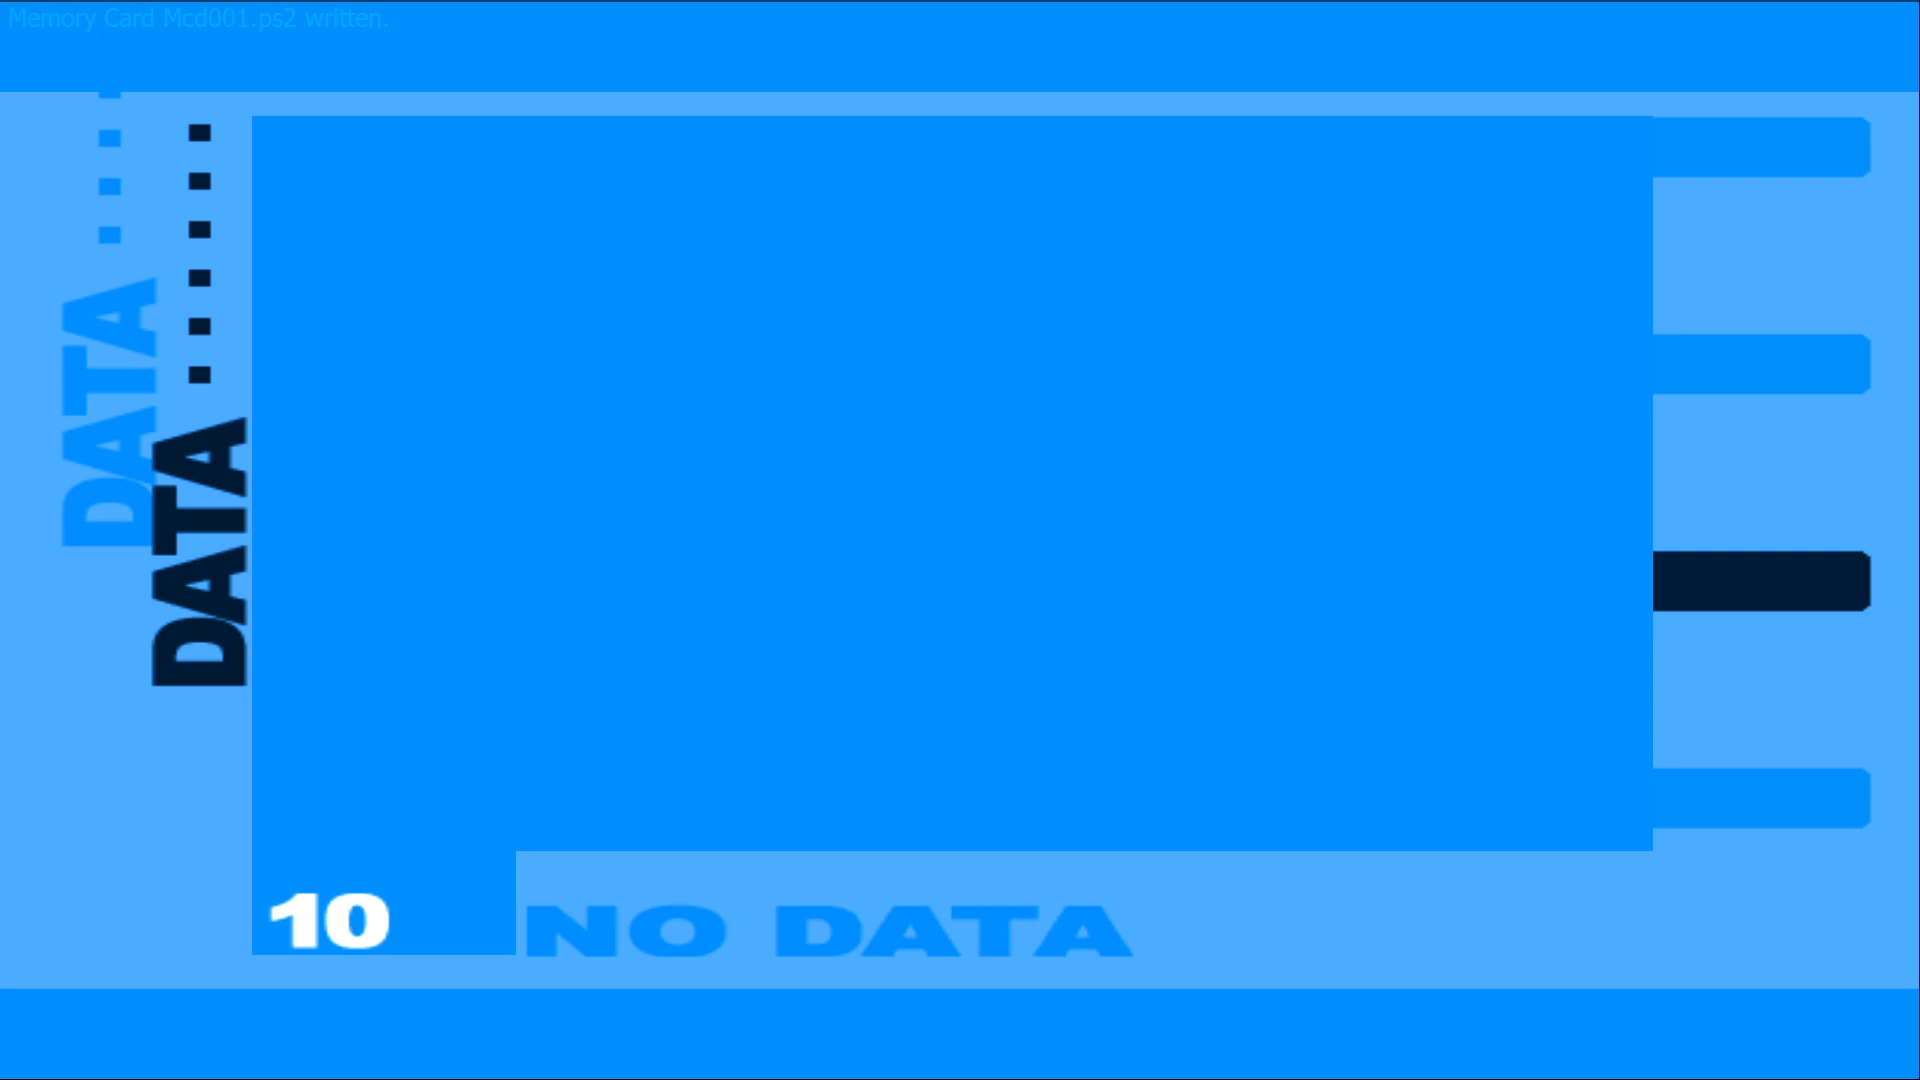 Memory Card Mcd001.ps2 written.
DATA
DATA
10
NO DATA